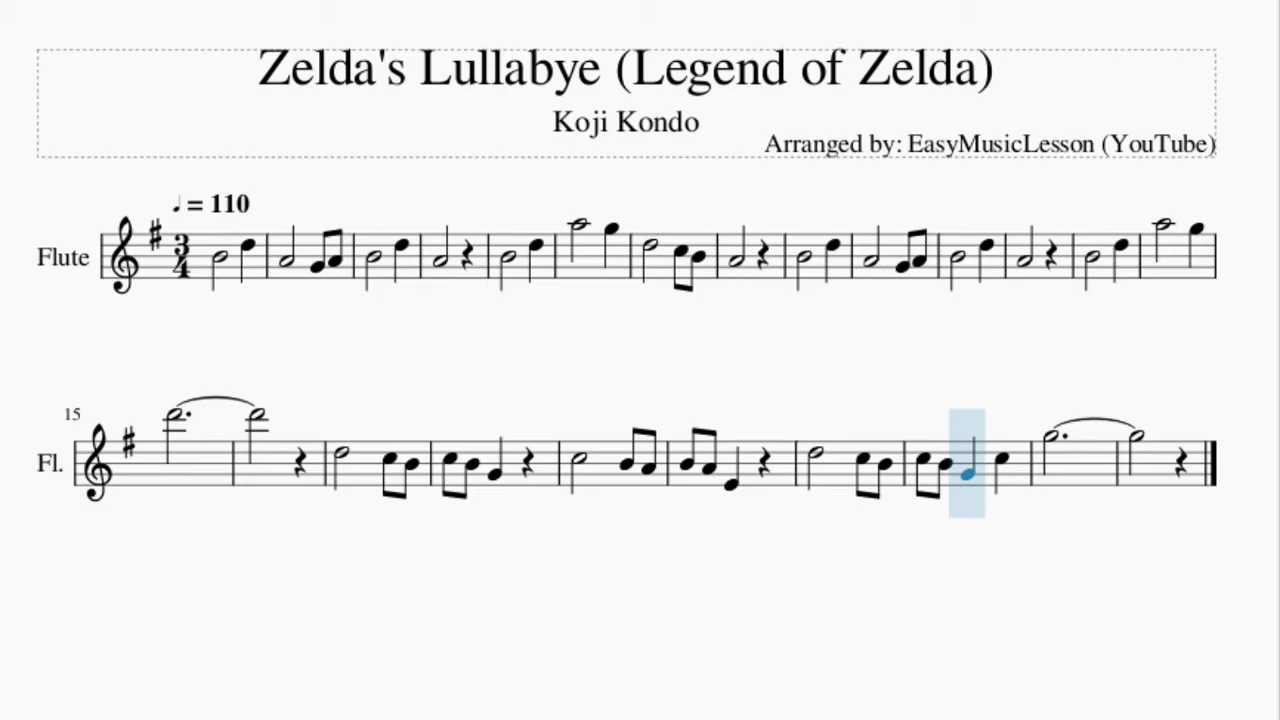 Zelda's Lullabye (Legend of Zelda)
Koji Kondo
Arranged by: EasyMusicLesson (YouTube)
♩ = 110
Flute
3
4
15
Fl.